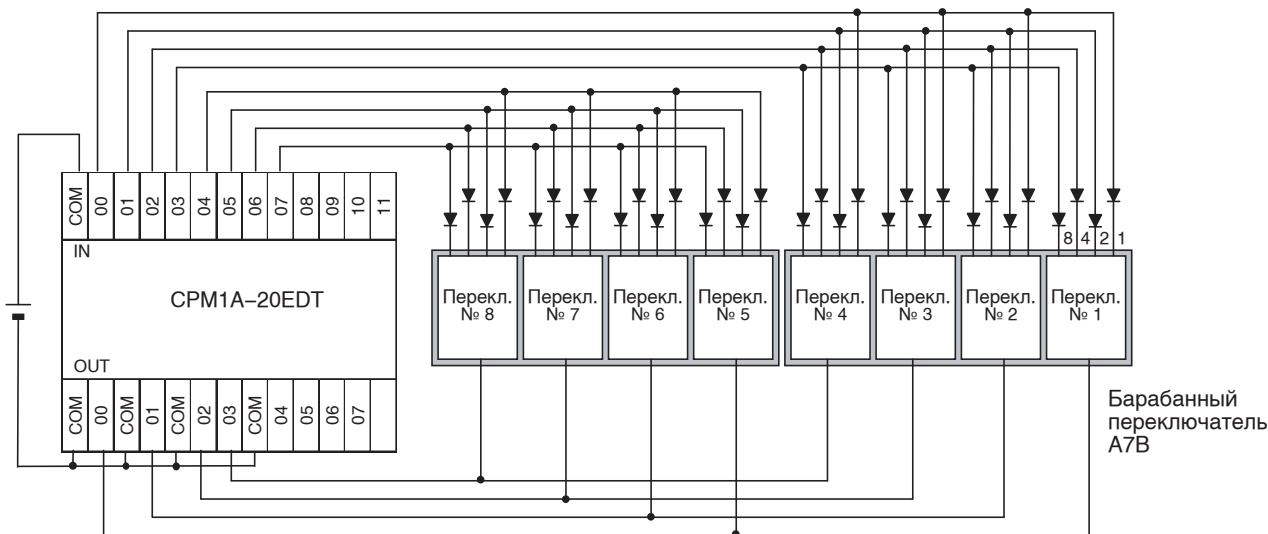 COM 00 01 02 03 04 05 06 07 08 09 10 11
IN
CPM1A–20EDT
OUT
COM 00 COM 01 COM 02 03 COM 04 05 06 07
8 4 2 1
Перекл.
№ 8
Перекл.
№ 7
Перекл.
№ 6
Перекл.
№ 5
Перекл.
№ 4
Перекл.
№ 3
Перекл.
№ 2
Перекл.
№ 1
Барабанный
переключатель
A7B